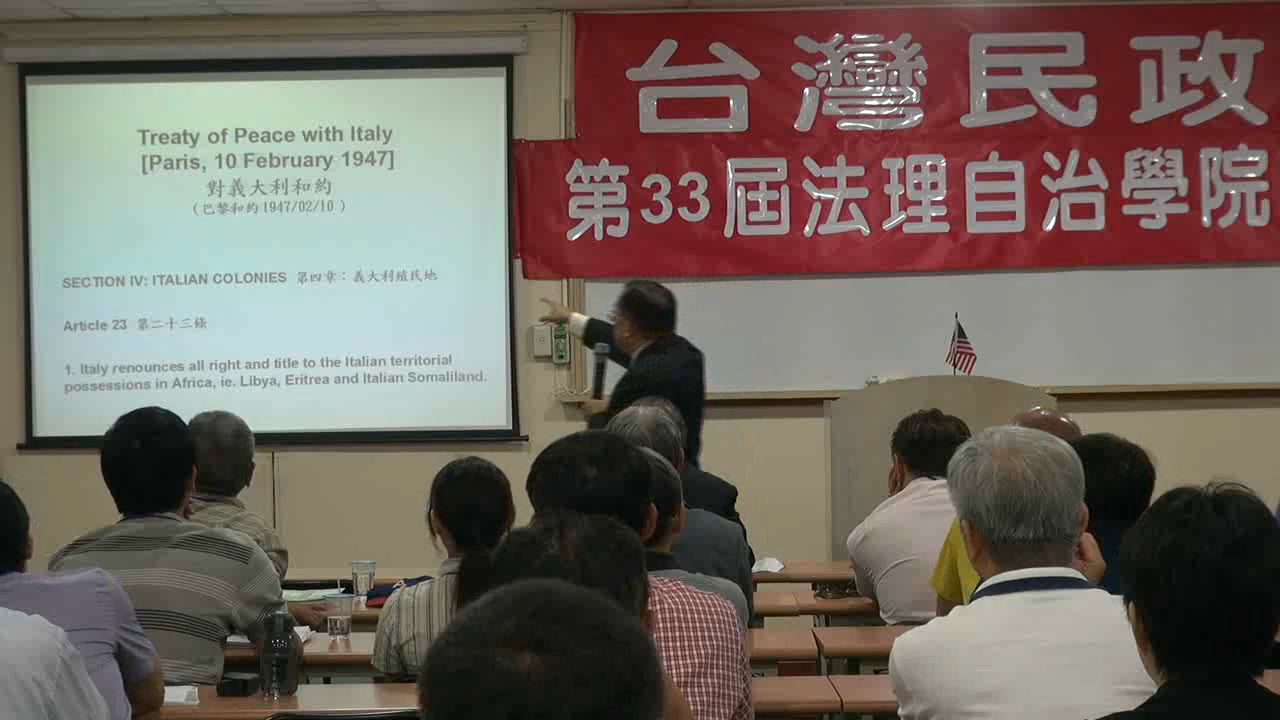 Treaty of Peace with Italy
[Paris, 10 February 1947]
對義大利和約
(巴黎和約 1947/02/10)
SECTION IV: ITALIAN COLONIES 第四章：義大利殖民地
Article 23 第二十三條
1. Italy renounces all right and title to the Italian territorial
possessions in Africa, ie. Libya, Eritrea and Italian Somaliland.
台灣民政
第33屆法理自治學院